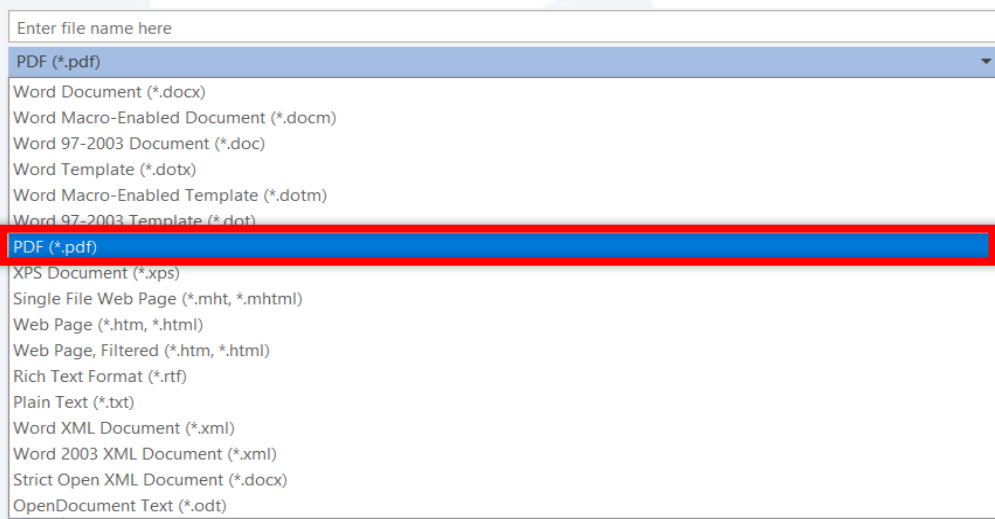 Enter file name here
PDF (*.pdf)
Word Document (*.docx)
Word Macro-Enabled Document (*.docm)
Word 97-2003 Document (*.doc)
Word Template (*.dotx)
Word Macro-Enabled Template (*.dotm)
Word 97-2003 Template (*.dot)
PDF (*.pdf)
XPS Document (*.xps)
Single File Web Page (*.mht, *.mhtml)
Web Page (*.htm, *.html)
Web Page, Filtered (*.htm, *.html)
Rich Text Format (*.rtf)
Plain Text (*.txt)
Word XML Document (*.xml)
Word 2003 XML Document (*.xml)
Strict Open XML Document (*.docx)
OpenDocument Text (*.odt)